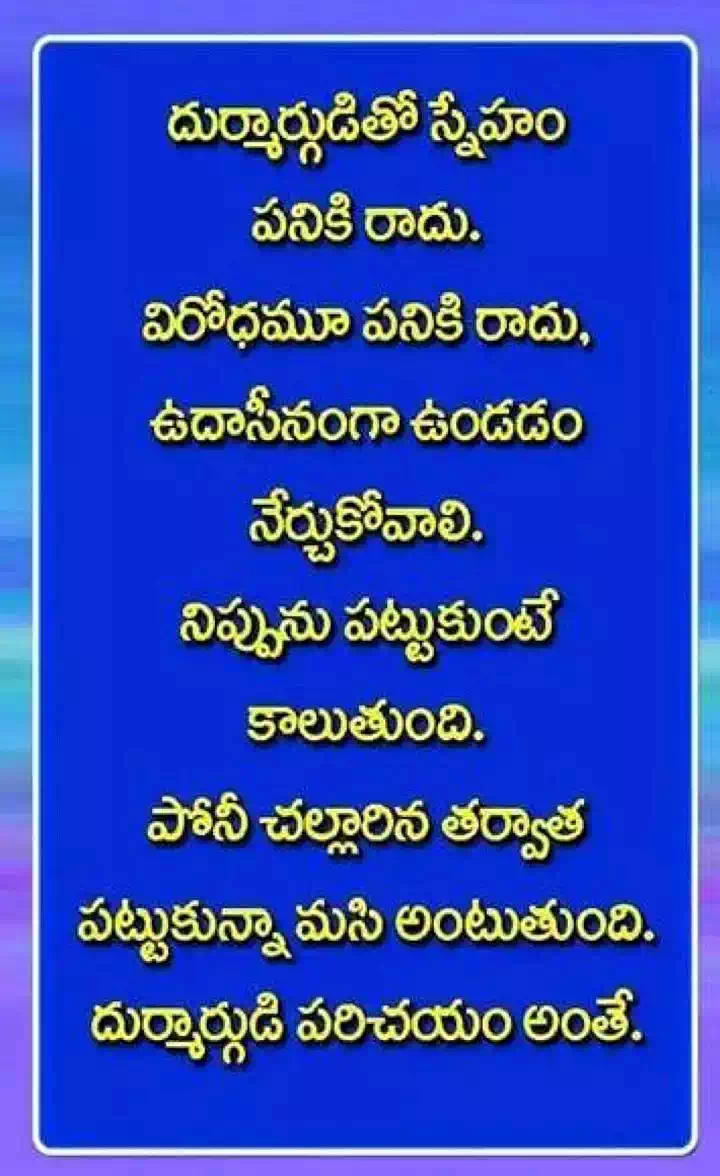 దుర్మార్గుడితో స్నేహం
పనికి రాదు.
విరోధమూ పనికి రాదు,
ఉదాసీనంగా ఉండడం
నేర్చుకోవాలి.
నిప్పును పట్టుకుంటే
కాలుతుంది.
పోనీ చల్లారిన తర్వాత
పట్టుకున్నా మసి అంటుతుంది.
దుర్మార్గుడి పరిచయం అంతే.